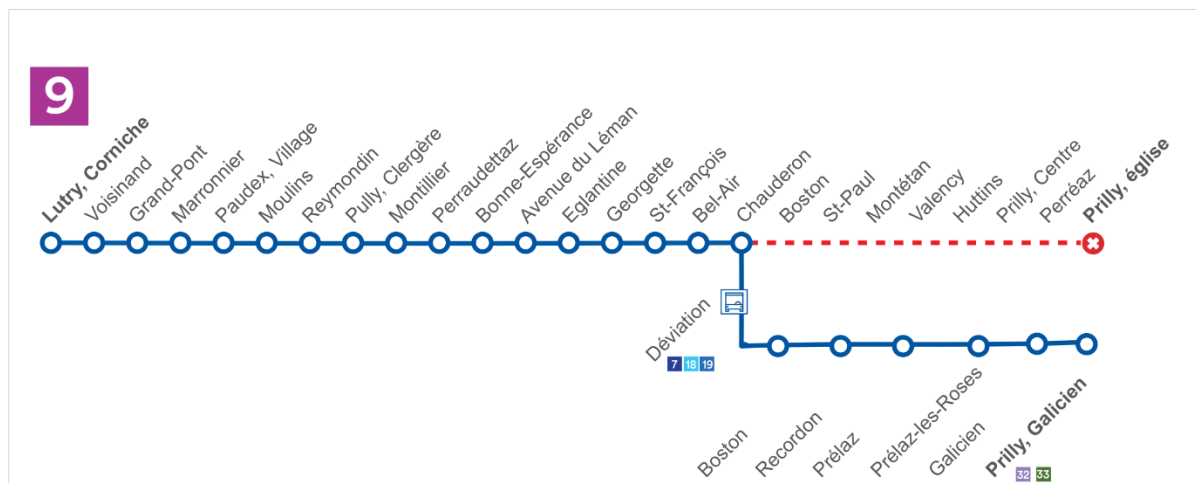 9
Lutry, Corniche
Voisinand
Grand-Pont
Marronnier
Paudex, Village
Moulins
Reymondin
Pully, Clergère
Montillier
Perraudettaz
Bonne-Espérance
Avenue du Léman
Eglantine
Georgette
St-François
Bel-Air
Chauderon
Boston
St-Paul
Montétan
Valency
Huttins
Prilly, Centre
Perréaz
Prilly, église
Déviation
7 18 19
Boston
Recordon
Prélaz
Prélaz-les-Roses
Galicien
Prilly, Galicien
32 33